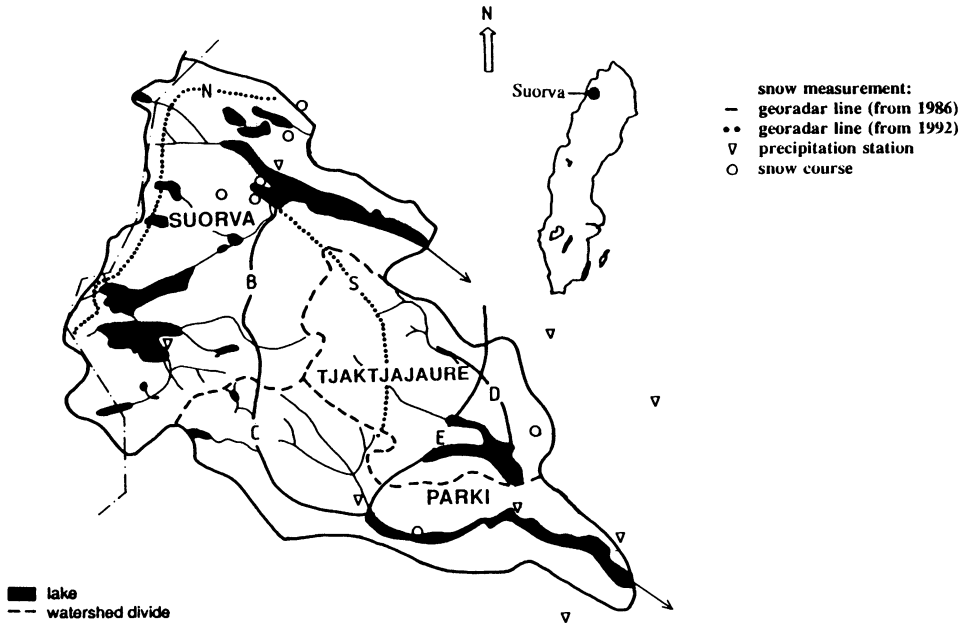 N
Suorva
snow measurement:
georadar line (from 1986)
georadar line (from 1992)
precipitation station
snow course
N
SUORVA
B
S
TJAKTJAJAURE
D
C
E
PARKI
lake
watershed divide